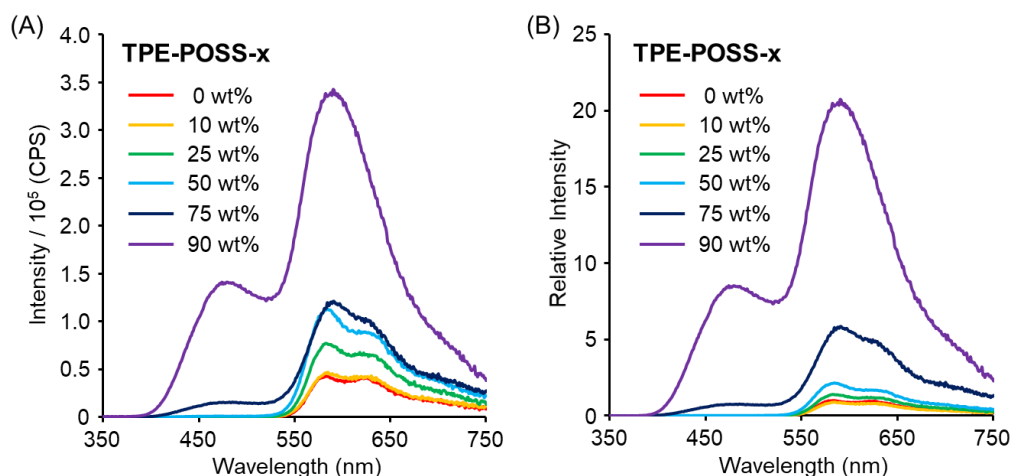 (A)
TPE-POSS-x
0 wt%
10 wt%
25 wt%
50 wt%
75 wt%
90 wt%
Intensity / 10⁵ (CPS)
4.0
3.5
3.0
2.5
2.0
1.5
1.0
0.5
0
350 450 550 650 750
Wavelength (nm)
(B)
TPE-POSS-x
0 wt%
10 wt%
25 wt%
50 wt%
75 wt%
90 wt%
Relative Intensity
25
20
15
10
5
0
350 450 550 650 750
Wavelength (nm)